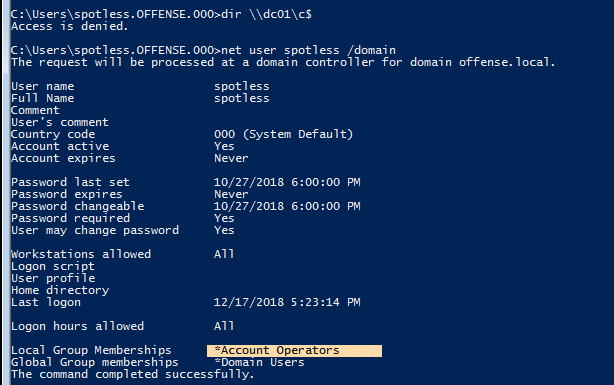 C:\Users\spotless.OFFENSE.000>dir \\dc01\c$
Access is denied.
C:\Users\spotless.OFFENSE.000>net user spotless /domain
The request will be processed at a domain controller for domain offense.local.
User name                    spotless
Full Name                    spotless
Comment
User's comment
Country code                 000 (System Default)
Account active               Yes
Account expires              Never
Password last set            10/27/2018 6:00:00 PM
Password expires             Never
Password changeable          10/27/2018 6:00:00 PM
Password required            Yes
User may change password     Yes
Workstations allowed         All
Logon script
User profile
Home directory
Last logon                   12/17/2018 5:23:14 PM
Logon hours allowed          All
Local Group Memberships      *Account Operators
Global Group memberships     *Domain Users
The command completed successfully.